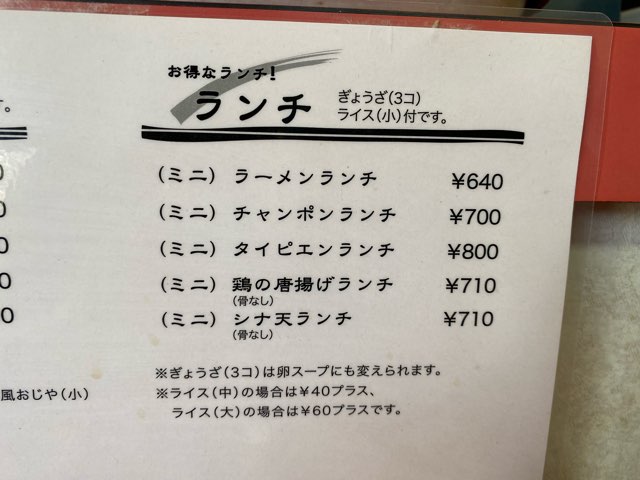 お得なランチ!
ランチ
ぎょうざ(3コ)
ライス(小)付です。
(ミニ) ラーメンランチ ¥640
(ミニ) チャンポンランチ ¥700
(ミニ) タイピエンランチ ¥800
(ミニ) 鶏の唐揚げランチ ¥710
(骨なし)
(ミニ) シナ天ランチ ¥710
(骨なし)
※ぎょうざ(3コ)は卵スープにも変えられます。
※ライス(中)の場合は¥40プラス、
ライス(大)の場合は¥60プラスです。
す。
0
0
0
0
0
風おじや(小)